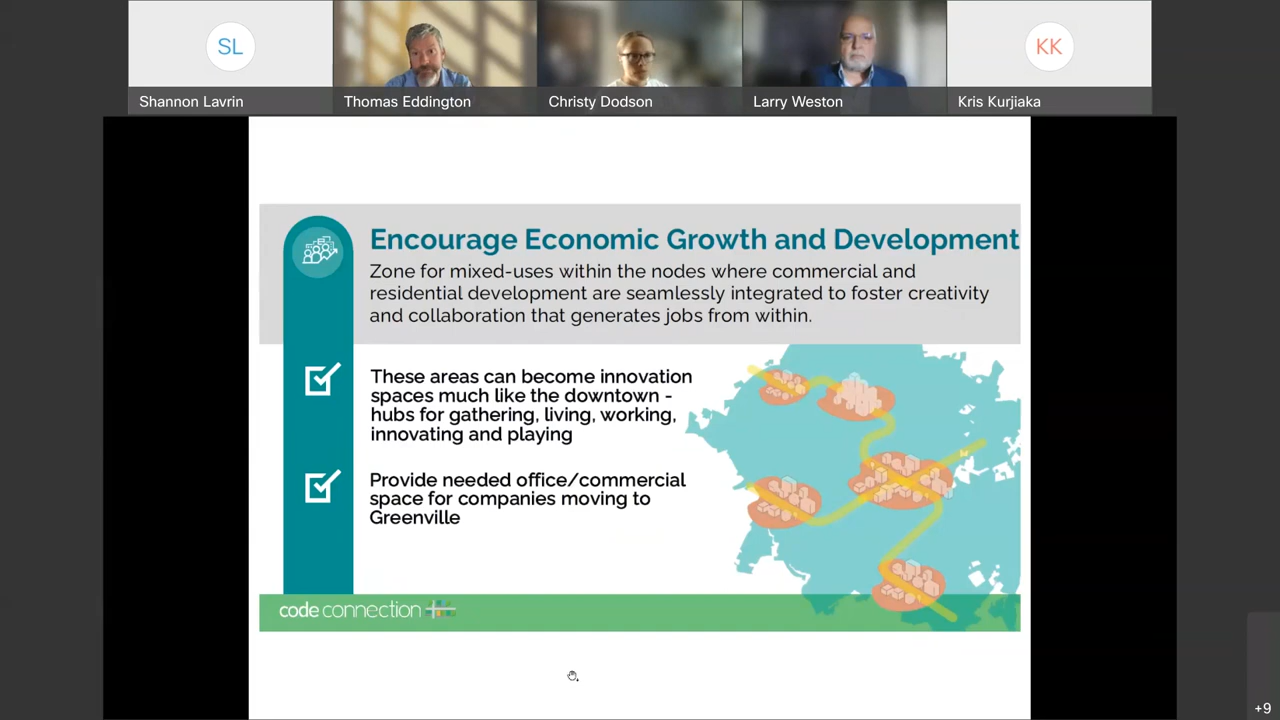 SL
KK
Shannon Lavrin
Thomas Eddington
Christy Dodson
Larry Weston
Kris Kurjiaka
Encourage Economic Growth and Development
Zone for mixed-uses within the nodes where commercial and
residential development are seamlessly integrated to foster creativity
and collaboration that generates jobs from within.
These areas can become innovation
spaces much like the downtown -
hubs for gathering, living, working,
innovating and playing
Provide needed office/commercial
space for companies moving to
Greenville
code connection
+9